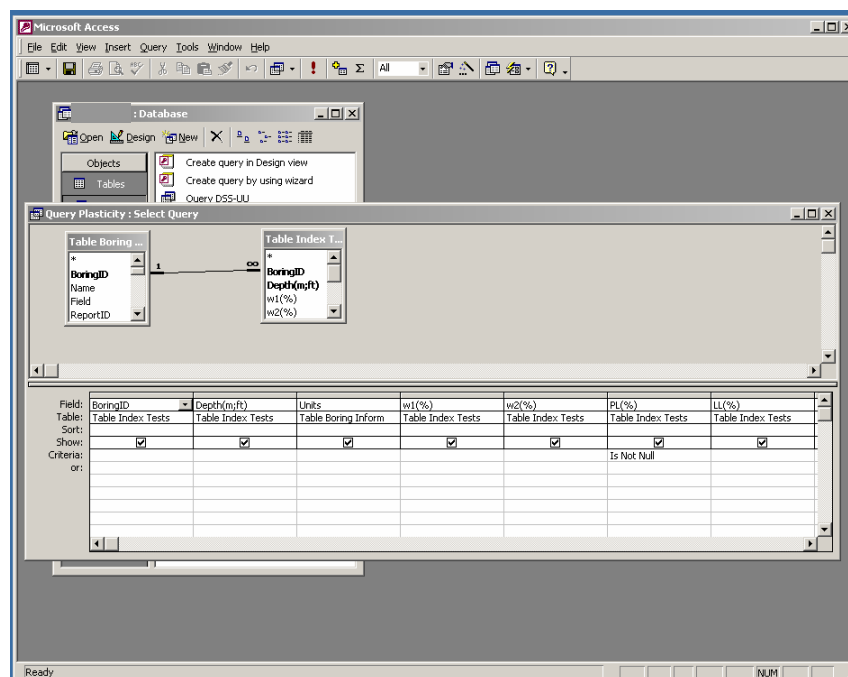 Microsoft Access
File Edit View Insert Query Tools Window Help
Σ All
: Database
Open Design New
Objects
Tables
Create query in Design view
Create query by using wizard
Query DSS-UU
Query Plasticity : Select Query
Table Boring ...
*
BoringID
Name
Field
ReportID
1 ∞
Table Index T...
*
BoringID
Depth(m;ft)
w1(%)
w2(%)
Field: BoringID Depth(m;ft) Units w1(%) w2(%) PL(%) LL(%)
Table: Table Index Tests Table Index Tests Table Boring Inform Table Index Tests Table Index Tests Table Index Tests Table Index Tests
Sort:
Show:
Criteria: Is Not Null
or:
Ready NUM